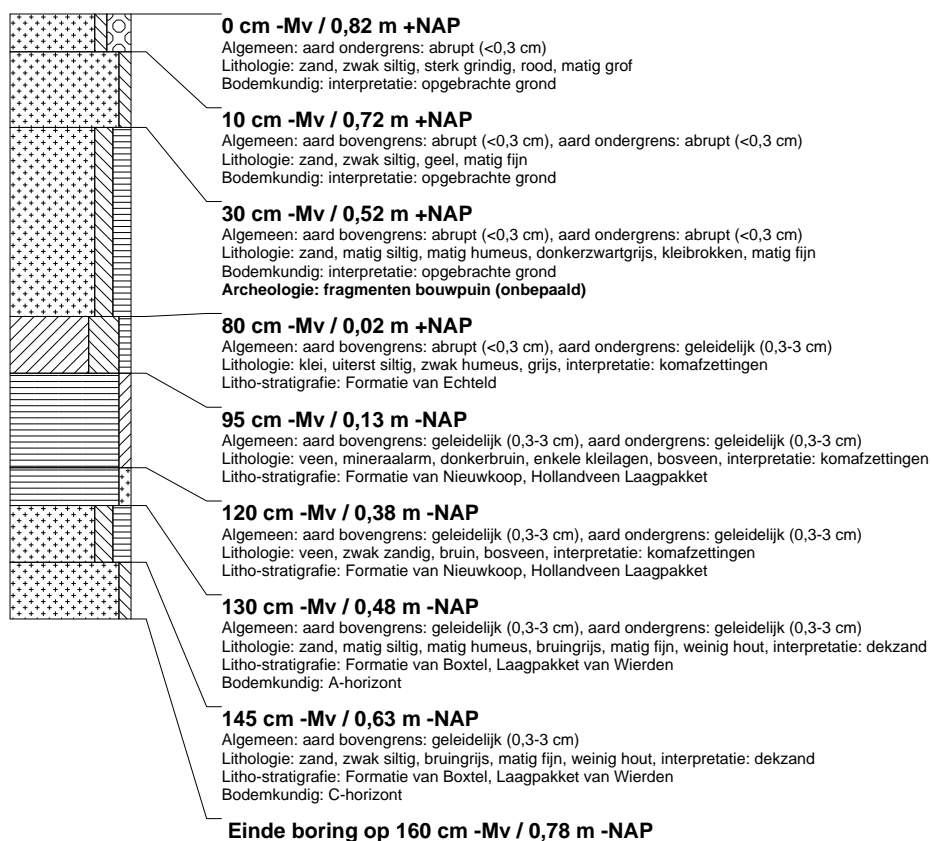 0 cm -Mv / 0,82 m +NAP
Algemeen: aard ondergrens: abrupt (<0,3 cm)
Lithologie: zand, zwak siltig, sterk grindig, rood, matig grof
Bodemkundig: interpretatie: opgebrachte grond
10 cm -Mv / 0,72 m +NAP
Algemeen: aard bovengrens: abrupt (<0,3 cm), aard ondergrens: abrupt (<0,3 cm)
Lithologie: zand, zwak siltig, geel, matig fijn
Bodemkundig: interpretatie: opgebrachte grond
30 cm -Mv / 0,52 m +NAP
Algemeen: aard bovengrens: abrupt (<0,3 cm), aard ondergrens: abrupt (<0,3 cm)
Lithologie: zand, matig siltig, matig humeus, donkerzwartgrijs, kleibrokken, matig fijn
Bodemkundig: interpretatie: opgebrachte grond
Archeologie: fragmenten bouwpuin (onbepaald)
80 cm -Mv / 0,02 m +NAP
Algemeen: aard bovengrens: abrupt (<0,3 cm), aard ondergrens: geleidelijk (0,3-3 cm)
Lithologie: klei, uiterst siltig, zwak humeus, grijs, interpretatie: komafzettingen
Litho-stratigrafie: Formatie van Echteld
95 cm -Mv / 0,13 m -NAP
Algemeen: aard bovengrens: geleidelijk (0,3-3 cm), aard ondergrens: geleidelijk (0,3-3 cm)
Lithologie: veen, mineraalarm, donkerbruin, enkele kleilagen, bosveen, interpretatie: komafzettingen
Litho-stratigrafie: Formatie van Nieuwkoop, Hollandveen Laagpakket
120 cm -Mv / 0,38 m -NAP
Algemeen: aard bovengrens: geleidelijk (0,3-3 cm), aard ondergrens: geleidelijk (0,3-3 cm)
Lithologie: veen, zwak zandig, bruin, bosveen, interpretatie: komafzettingen
Litho-stratigrafie: Formatie van Nieuwkoop, Hollandveen Laagpakket
130 cm -Mv / 0,48 m -NAP
Algemeen: aard bovengrens: geleidelijk (0,3-3 cm), aard ondergrens: geleidelijk (0,3-3 cm)
Lithologie: zand, matig siltig, matig humeus, bruingrijs, matig fijn, weinig hout, interpretatie: dekzand
Litho-stratigrafie: Formatie van Boxtel, Laagpakket van Wierden
Bodemkundig: A-horizont
145 cm -Mv / 0,63 m -NAP
Algemeen: aard bovengrens: geleidelijk (0,3-3 cm)
Lithologie: zand, zwak siltig, bruingrijs, matig fijn, weinig hout, interpretatie: dekzand
Litho-stratigrafie: Formatie van Boxtel, Laagpakket van Wierden
Bodemkundig: C-horizont
Einde boring op 160 cm -Mv / 0,78 m -NAP